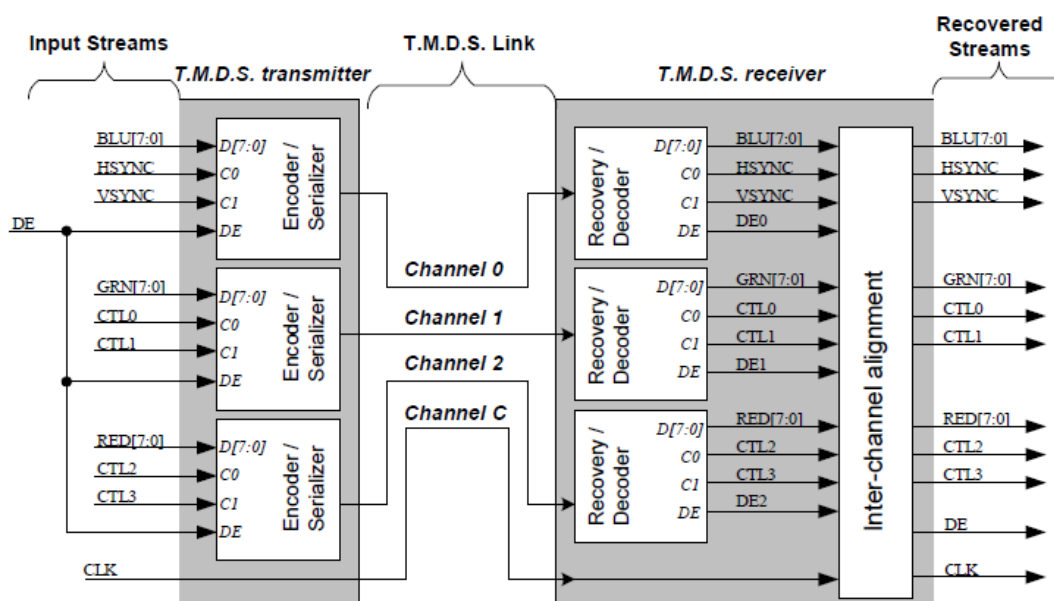 Input Streams
T.M.D.S. transmitter
T.M.D.S. Link
T.M.D.S. receiver
Recovered
Streams
BLU[7:0]
HSYNC
VSYNC
DE
D[7:0]
C0
C1
DE
Encoder /
Serializer
GRN[7:0]
CTL0
CTL1
D[7:0]
C0
C1
DE
Encoder /
Serializer
RED[7:0]
CTL2
CTL3
D[7:0]
C0
C1
DE
Encoder /
Serializer
CLK
Channel 0
Channel 1
Channel 2
Channel C
Recovery /
Decoder
D[7:0]
C0
C1
DE
BLU[7:0]
HSYNC
VSYNC
DE0
Recovery /
Decoder
D[7:0]
C0
C1
DE
GRN[7:0]
CTL0
CTL1
DE1
Recovery /
Decoder
D[7:0]
C0
C1
DE
RED[7:0]
CTL2
CTL3
DE2
Inter-channel alignment
BLU[7:0]
HSYNC
VSYNC
GRN[7:0]
CTL0
CTL1
RED[7:0]
CTL2
CTL3
DE
CLK